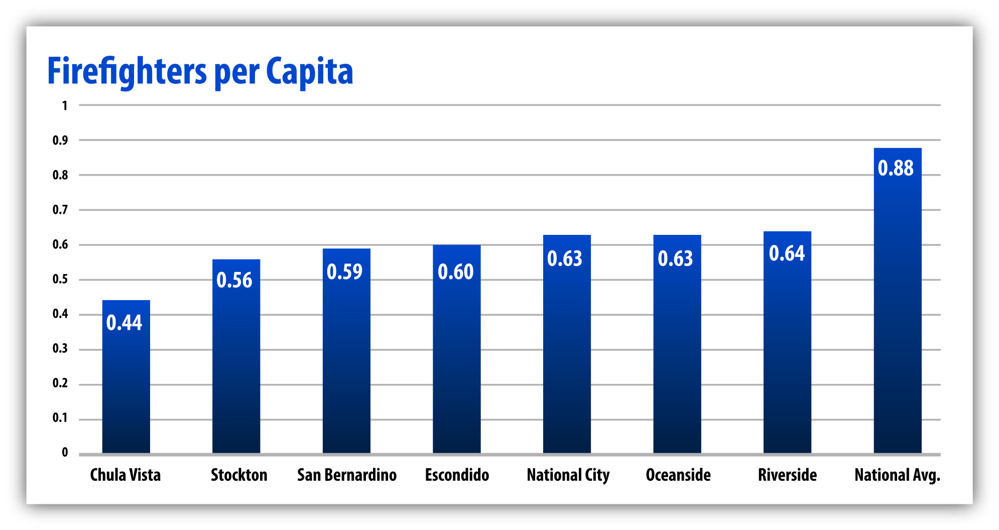 Firefighters per Capita
1
0.9
0.8
0.7
0.6
0.5
0.4
0.3
0.2
0.1
0
0.44
0.56
0.59
0.60
0.63
0.63
0.64
0.88
Chula Vista
Stockton
San Bernardino
Escondido
National City
Oceanside
Riverside
National Avg.